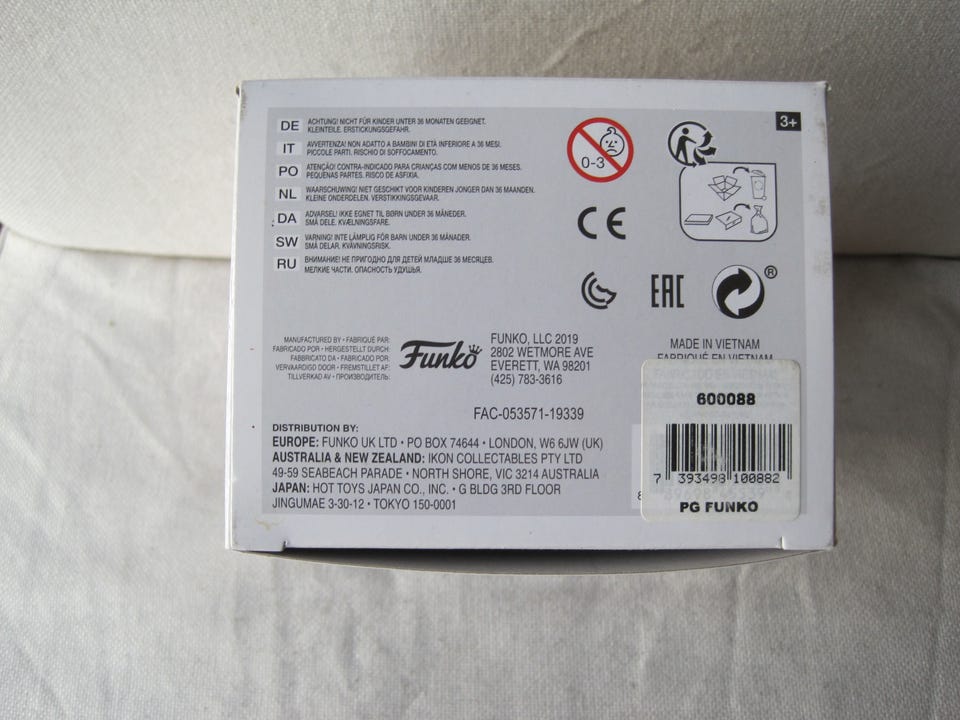 DE ACHTUNG! NICHT FÜR KINDER UNTER 36 MONATEN GEEIGNET.
KLEINTEILE. ERSTICKUNGSGEFAHR.
IT AVVERTENZA! NON ADATTO A BAMBINI DI ETÀ INFERIORE A 36 MESI.
PICCOLE PARTI. RISCHIO DI SOFFOCAMENTO.
PO ATENÇÃO! CONTRA-INDICADO PARA CRIANÇAS COM MENOS DE 36 MESES.
PEQUENAS PARTES. RISCO DE ASFIXIA.
NL WAARSCHUWING! NIET GESCHIKT VOOR KINDEREN JONGER DAN 36 MAANDEN.
KLEINE ONDERDELEN. VERSTIKKINGSGEVAAR.
DA ADVARSEL! IKKE EGNET TIL BØRN UNDER 36 MÅNEDER.
SMÅ DELE. KVÆLNINGSFARE.
SW VARNING! INTE LÄMPLIG FÖR BARN UNDER 36 MÅNADER.
SMÅ DELAR. KVÄVNINGSRISK.
RU ВНИМАНИЕ! НЕ ПРИГОДНО ДЛЯ ДЕТЕЙ МЛАДШЕ 36 МЕСЯЦЕВ.
МЕЛКИЕ ЧАСТИ. ОПАСНОСТЬ УДУШЬЯ.
0-3
3+
CE
EAC
®
MANUFACTURED BY • FABRIQUÉ PAR:
FABRICADO POR • HERGESTELLT DURCH:
FABBRICATO DA • FABRICADO POR:
VERVAARDIGD DOOR • FREMSTILLET AF:
TILLVERKAD AV • ПРОИЗВОДИТЕЛЬ:
Funko
FUNKO, LLC 2019
2802 WETMORE AVE
EVERETT, WA 98201
(425) 783-3616
MADE IN VIETNAM
FABRIQUÉ EN VIETNAM
FAC-053571-19339
DISTRIBUTION BY:
EUROPE: FUNKO UK LTD • PO BOX 74644 • LONDON, W6 6JW (UK)
AUSTRALIA & NEW ZEALAND: IKON COLLECTABLES PTY LTD
49-59 SEABEACH PARADE • NORTH SHORE, VIC 3214 AUSTRALIA
JAPAN: HOT TOYS JAPAN CO., INC. • G BLDG 3RD FLOOR
JINGUMAE 3-30-12 • TOKYO 150-0001
600088
7 393498 100882
PG FUNKO